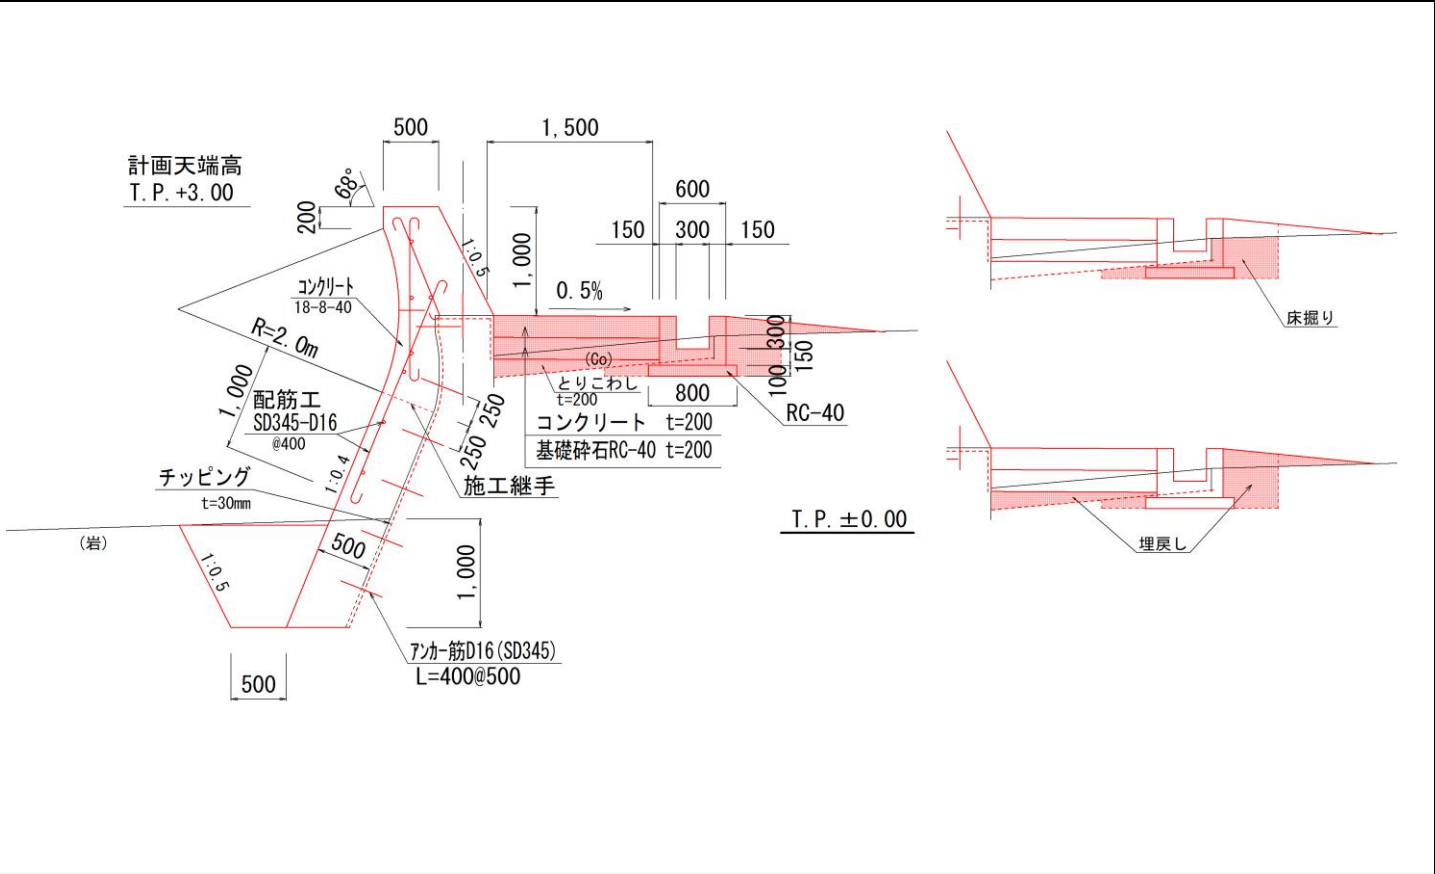 500
1,500
計画天端高
T.P.+3.00
68°
200
600
150
300
150
1:0.5
1,000
0.5%
コンクリート
18-8-40
R=2.0m
300
150
100
(Co)
とりこわし
t=200
800
RC-40
1,000
配筋工
SD345-D16
@400
250
250
コンクリート t=200
基礎砕石RC-40 t=200
1:0.4
チッピング
t=30mm
施工継手
T.P.±0.00
(岩)
1:0.5
500
1,000
アンカー筋D16(SD345)
L=400@500
500
床掘り
埋戻し